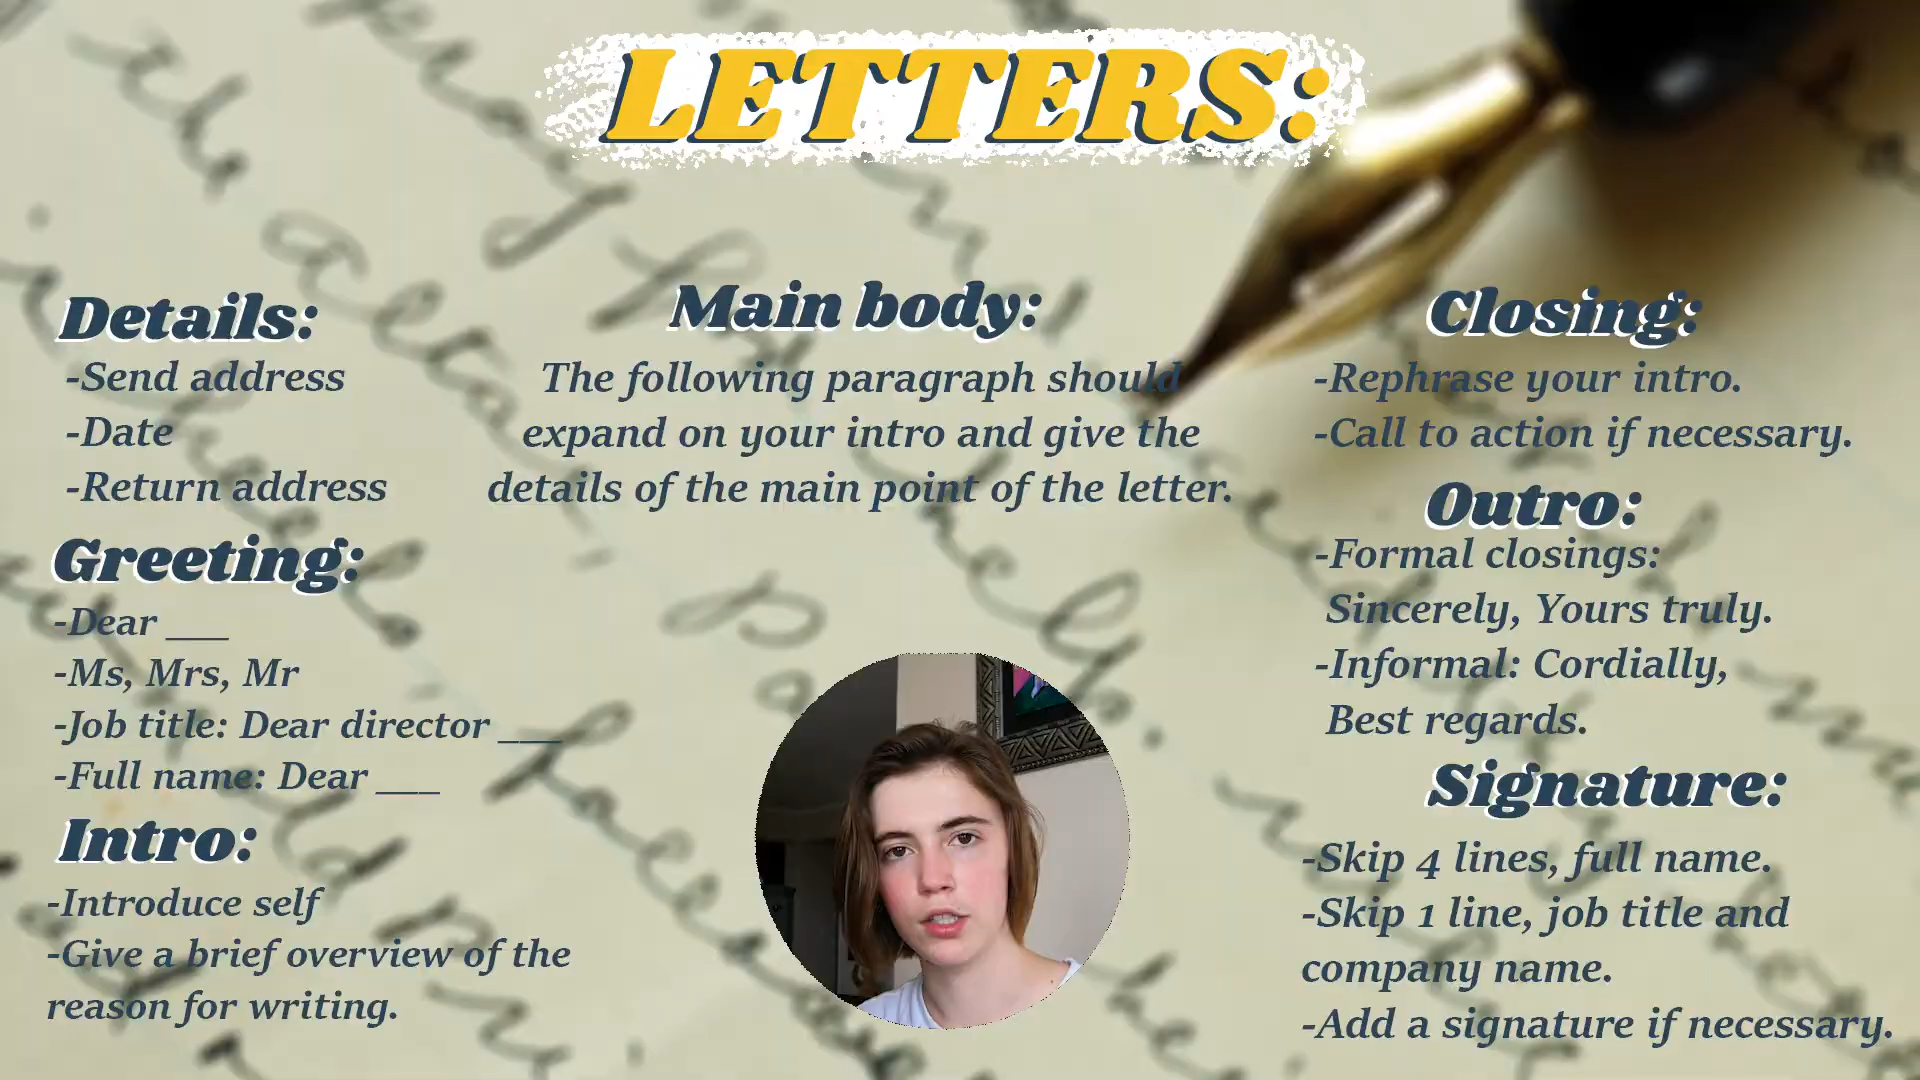 LETTERS:
Details:
-Send address
-Date
-Return address
Greeting:
-Dear ___
-Ms, Mrs, Mr
-Job title: Dear director ___
-Full name: Dear ___
Intro:
-Introduce self
-Give a brief overview of the
reason for writing.
Main body:
The following paragraph should
expand on your intro and give the
details of the main point of the letter.
Closing:
-Rephrase your intro.
-Call to action if necessary.
Outro:
-Formal closings:
Sincerely, Yours truly.
-Informal: Cordially,
Best regards.
Signature:
-Skip 4 lines, full name.
-Skip 1 line, job title and
company name.
-Add a signature if necessary.